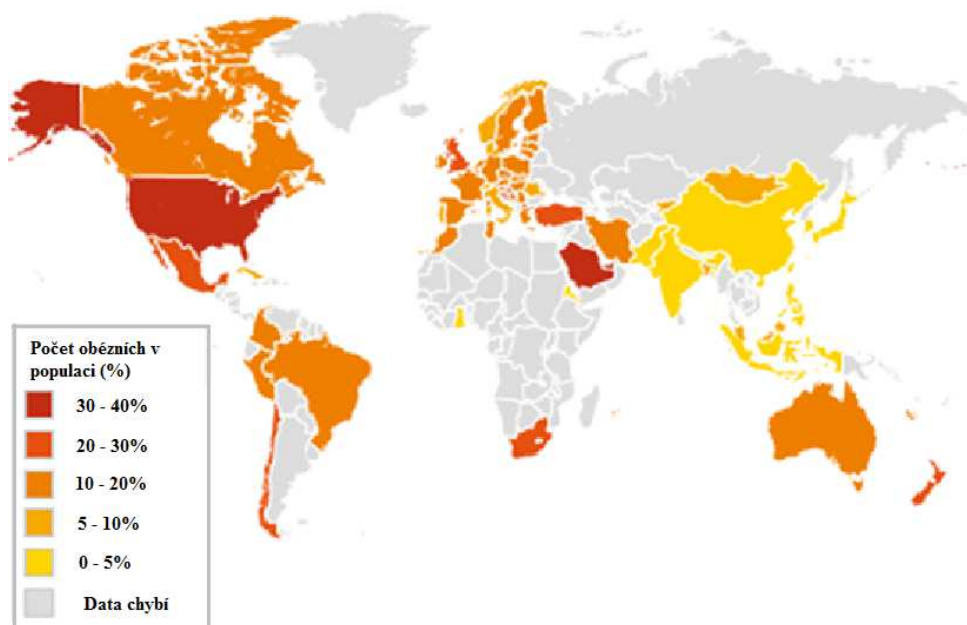 Počet obézních v
populaci (%)
30 - 40%
20 - 30%
10 - 20%
5 - 10%
0 - 5%
Data chybí